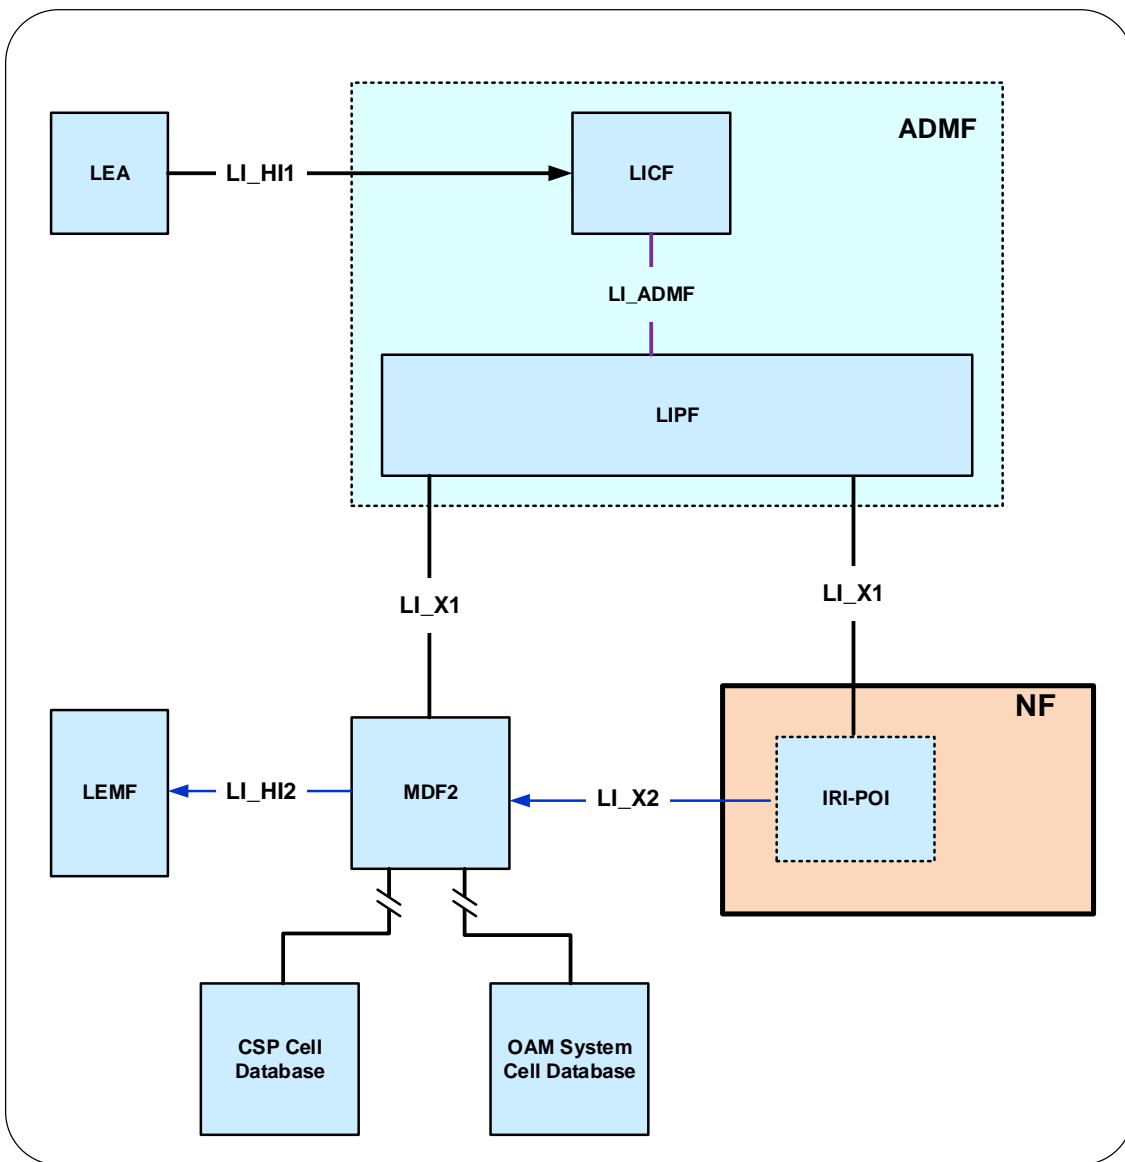 ADMF
LEA
LI_HI1
LICF
LI_ADMF
LIPF
LI_X1
LI_X1
NF
LEMF
LI_HI2
MDF2
LI_X2
IRI-POI
CSP Cell
Database
OAM System
Cell Database